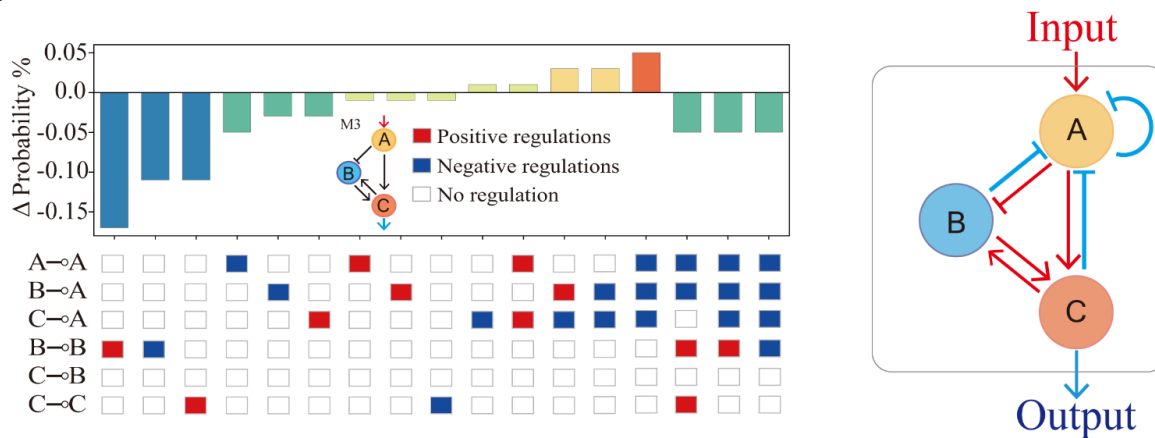 Δ Probability %
0.05
0.0
-0.05
-0.10
-0.15
M3
A
B
C
Positive regulations
Negative regulations
No regulation
A⊸A
B⊸A
C⊸A
B⊸B
C⊸B
C⊸C
Input
A
B
C
Output